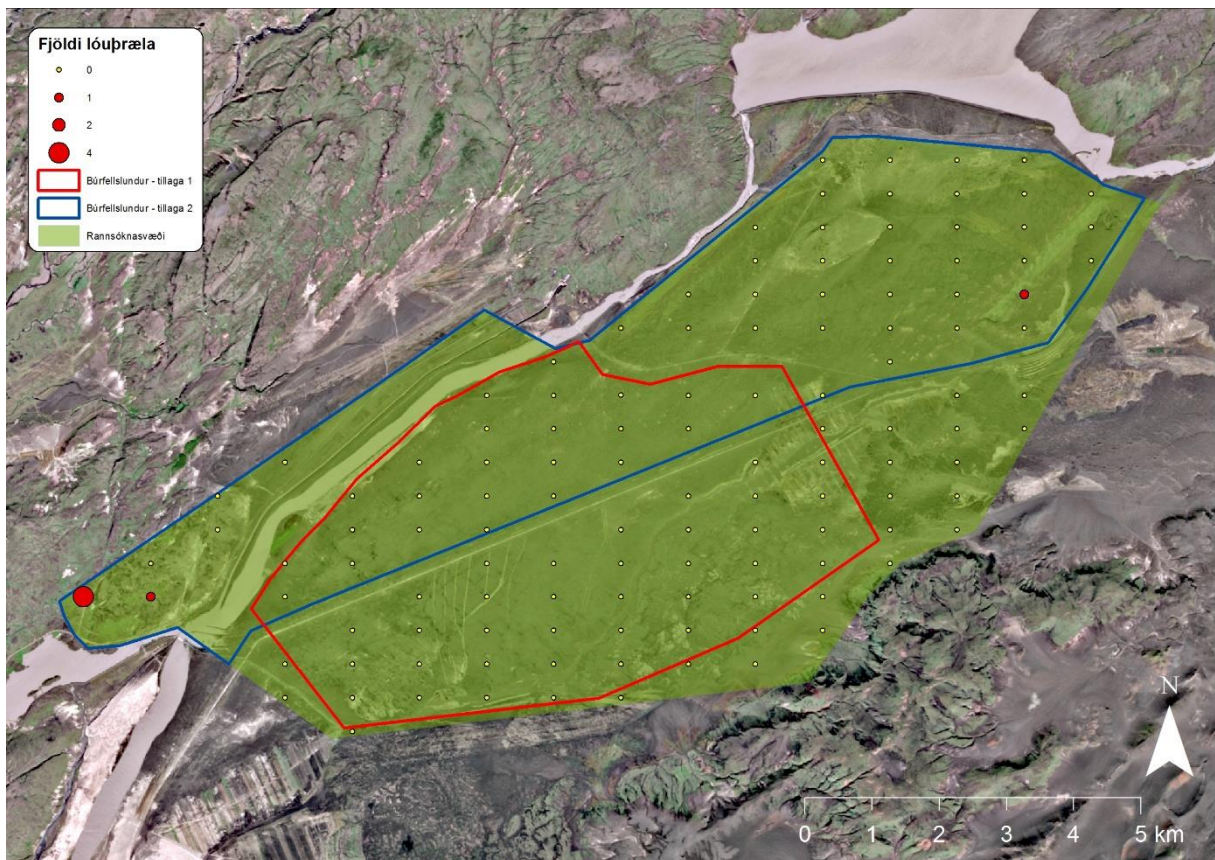 Fjöldi lóuþræla
0
1
2
4
Búrfellslundur - tillaga 1
Búrfellslundur - tillaga 2
Rannsóknasvæði
N
0 1 2 3 4 5 km